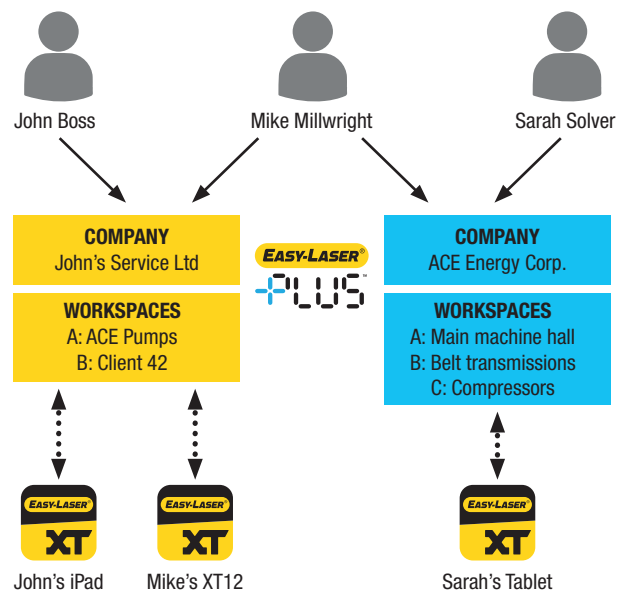 John Boss
Mike Millwright
Sarah Solver
COMPANY
John's Service Ltd
EASY-LASER®
+PLUS™
COMPANY
ACE Energy Corp.
WORKSPACES
A: ACE Pumps
B: Client 42
WORKSPACES
A: Main machine hall
B: Belt transmissions
C: Compressors
EASY-LASER®
XT
EASY-LASER®
XT
EASY-LASER®
XT
John's iPad
Mike's XT12
Sarah's Tablet